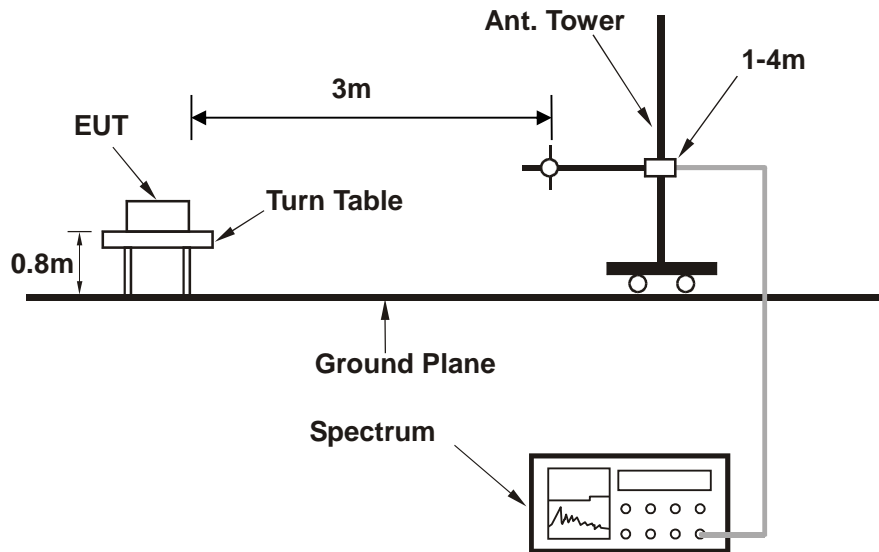 Ant. Tower
1-4m
3m
EUT
Turn Table
0.8m
Ground Plane
Spectrum